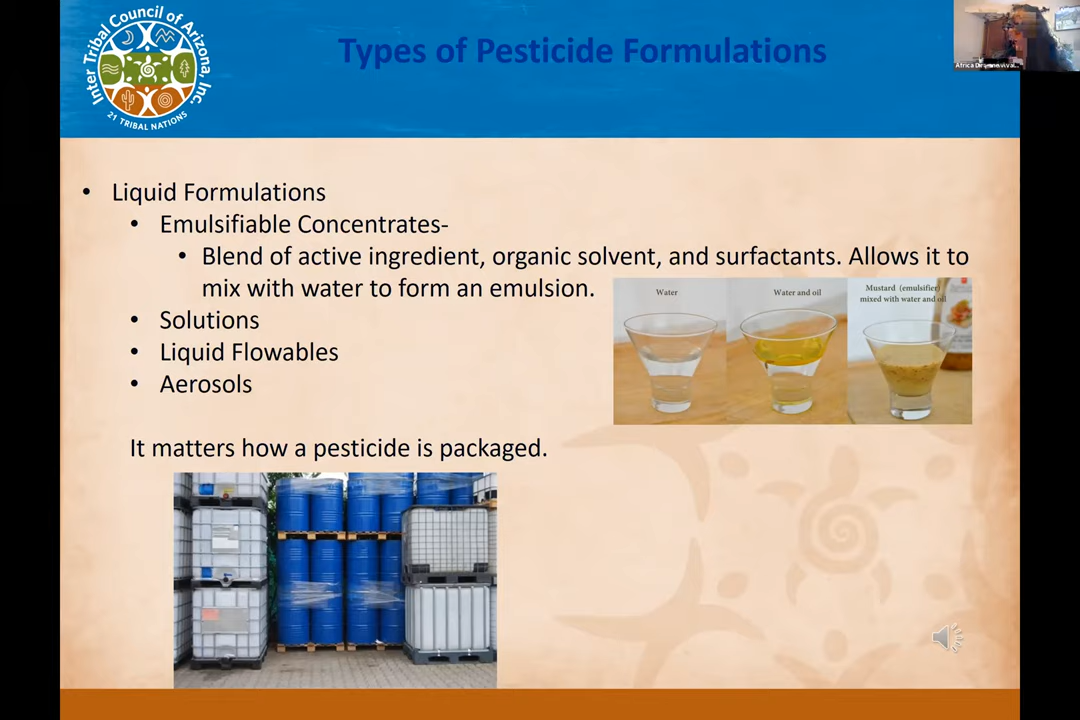 Inter Tribal Council of Arizona, Inc.
21 TRIBAL NATIONS
Types of Pesticide Formulations
• Liquid Formulations
• Emulsifiable Concentrates-
• Blend of active ingredient, organic solvent, and surfactants. Allows it to
mix with water to form an emulsion.
Water
Water and oil
Mustard (emulsifier)
mixed with water and oil
• Solutions
• Liquid Flowables
• Aerosols
It matters how a pesticide is packaged.